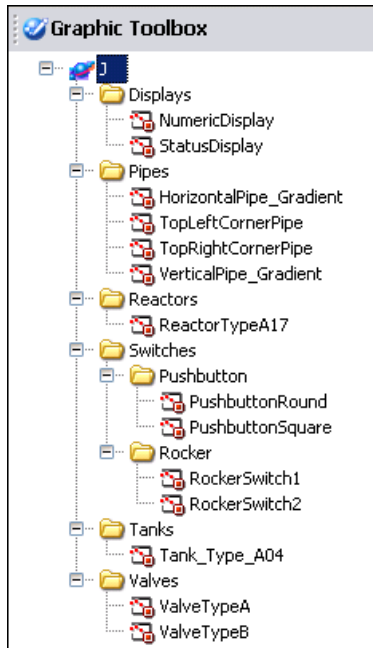 Graphic Toolbox
J
Displays
NumericDisplay
StatusDisplay
Pipes
HorizontalPipe_Gradient
TopLeftCornerPipe
TopRightCornerPipe
VerticalPipe_Gradient
Reactors
ReactorTypeA17
Switches
Pushbutton
PushbuttonRound
PushbuttonSquare
Rocker
RockerSwitch1
RockerSwitch2
Tanks
Tank_Type_A04
Valves
ValveTypeA
ValveTypeB